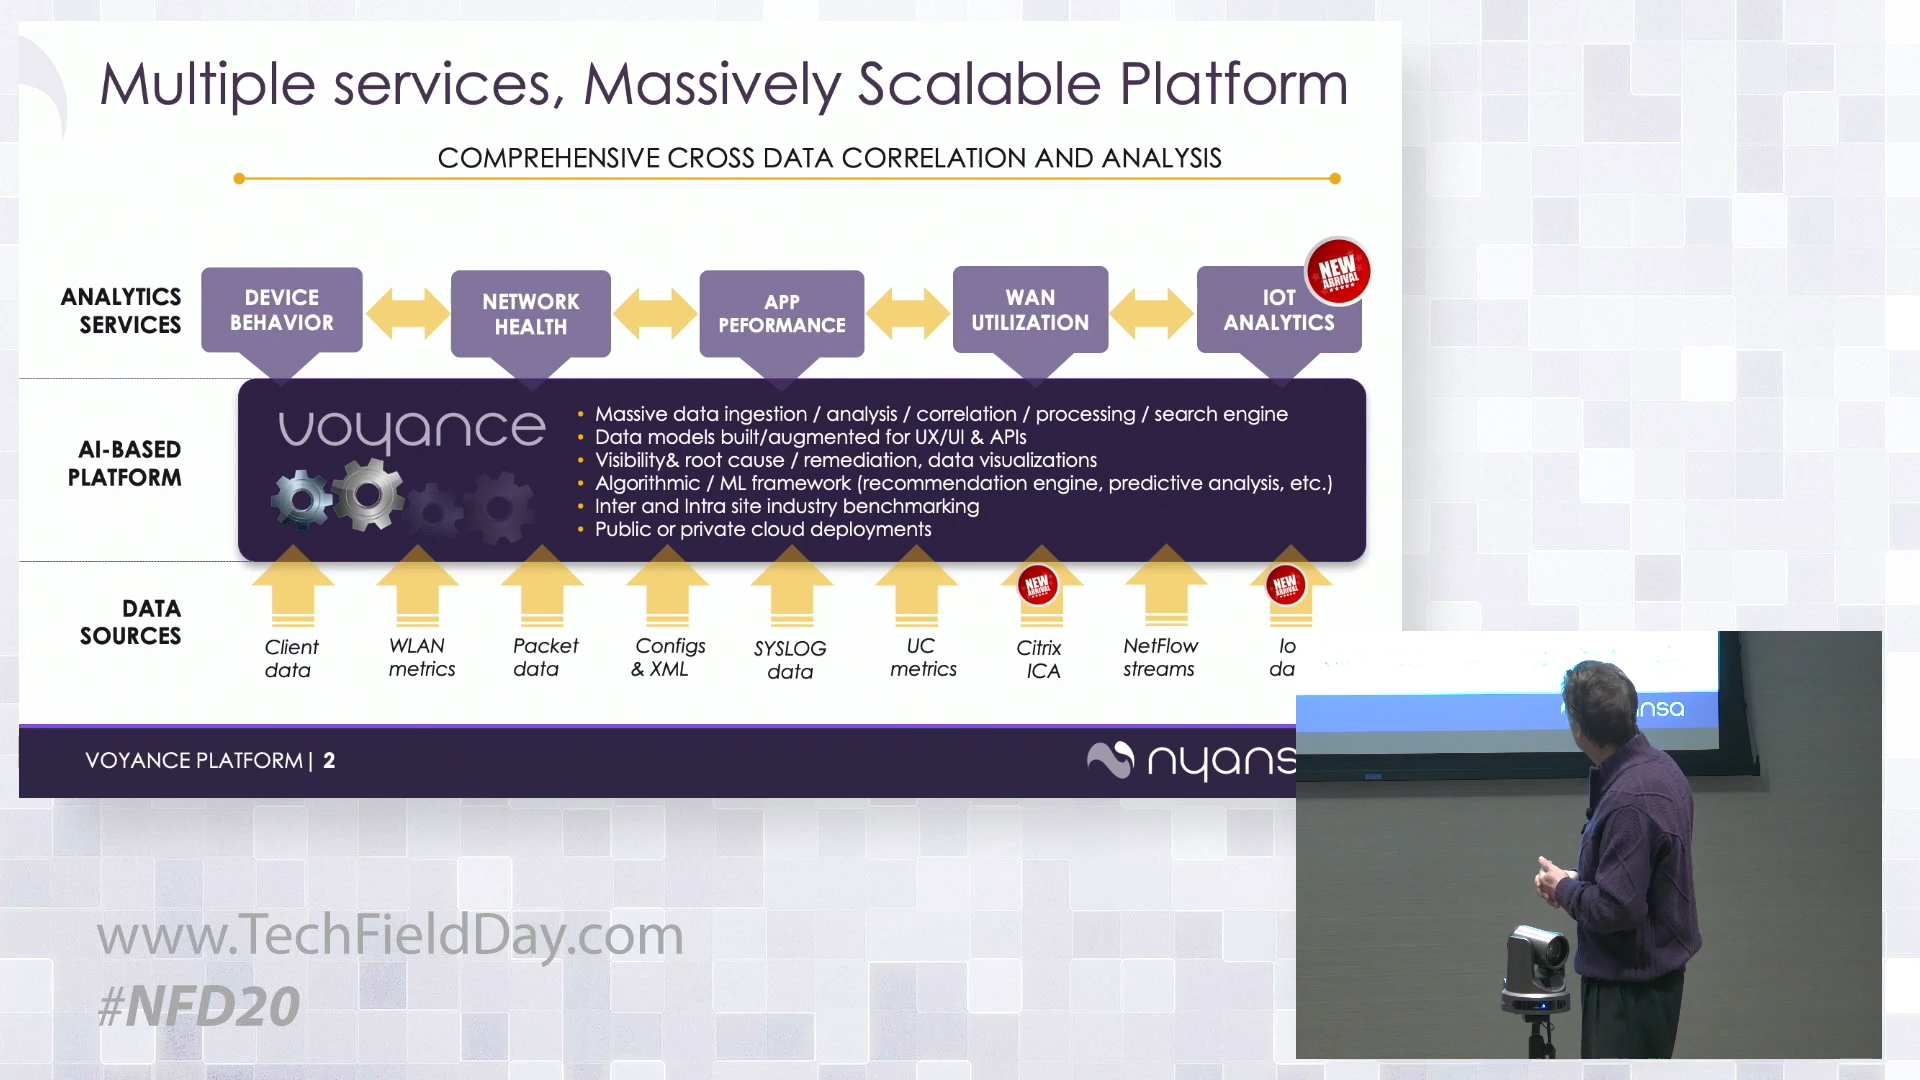 Multiple services, Massively Scalable Platform
COMPREHENSIVE CROSS DATA CORRELATION AND ANALYSIS
ANALYTICS
SERVICES
DEVICE
BEHAVIOR
NETWORK
HEALTH
APP
PEFORMANCE
WAN
UTILIZATION
IOT
ANALYTICS
NEW
ARRIVAL
AI-BASED
PLATFORM
voyance
• Massive data ingestion / analysis / correlation / processing / search engine
• Data models built/augmented for UX/UI & APIs
• Visibility& root cause / remediation, data visualizations
• Algorithmic / ML framework (recommendation engine, predictive analysis, etc.)
• Inter and Intra site industry benchmarking
• Public or private cloud deployments
DATA
SOURCES
NEW
ARRIVAL
NEW
ARRIVAL
Client
data
WLAN
metrics
Packet
data
Configs
& XML
SYSLOG
data
UC
metrics
Citrix
ICA
NetFlow
streams
Io
da
VOYANCE PLATFORM| 2
nyans
nsa
www.TechFieldDay.com
#NFD20